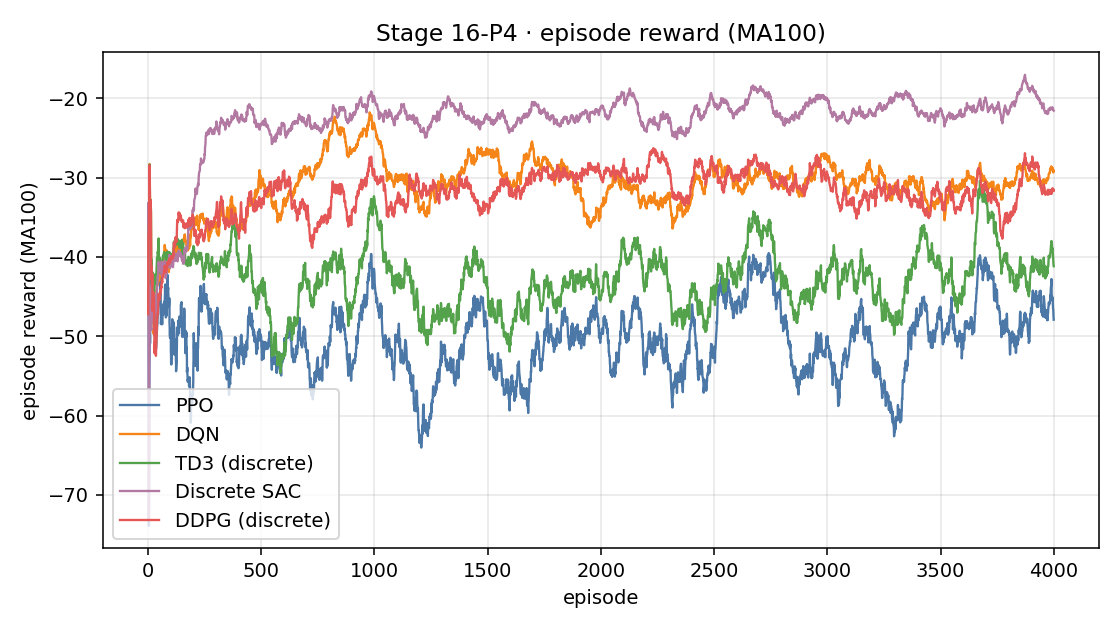 Stage 16-P4 · episode reward (MA100)
episode reward (MA100)
−20
−30
−40
−50
−60
−70
PPO
DQN
TD3 (discrete)
Discrete SAC
DDPG (discrete)
0 500 1000 1500 2000 2500 3000 3500 4000
episode